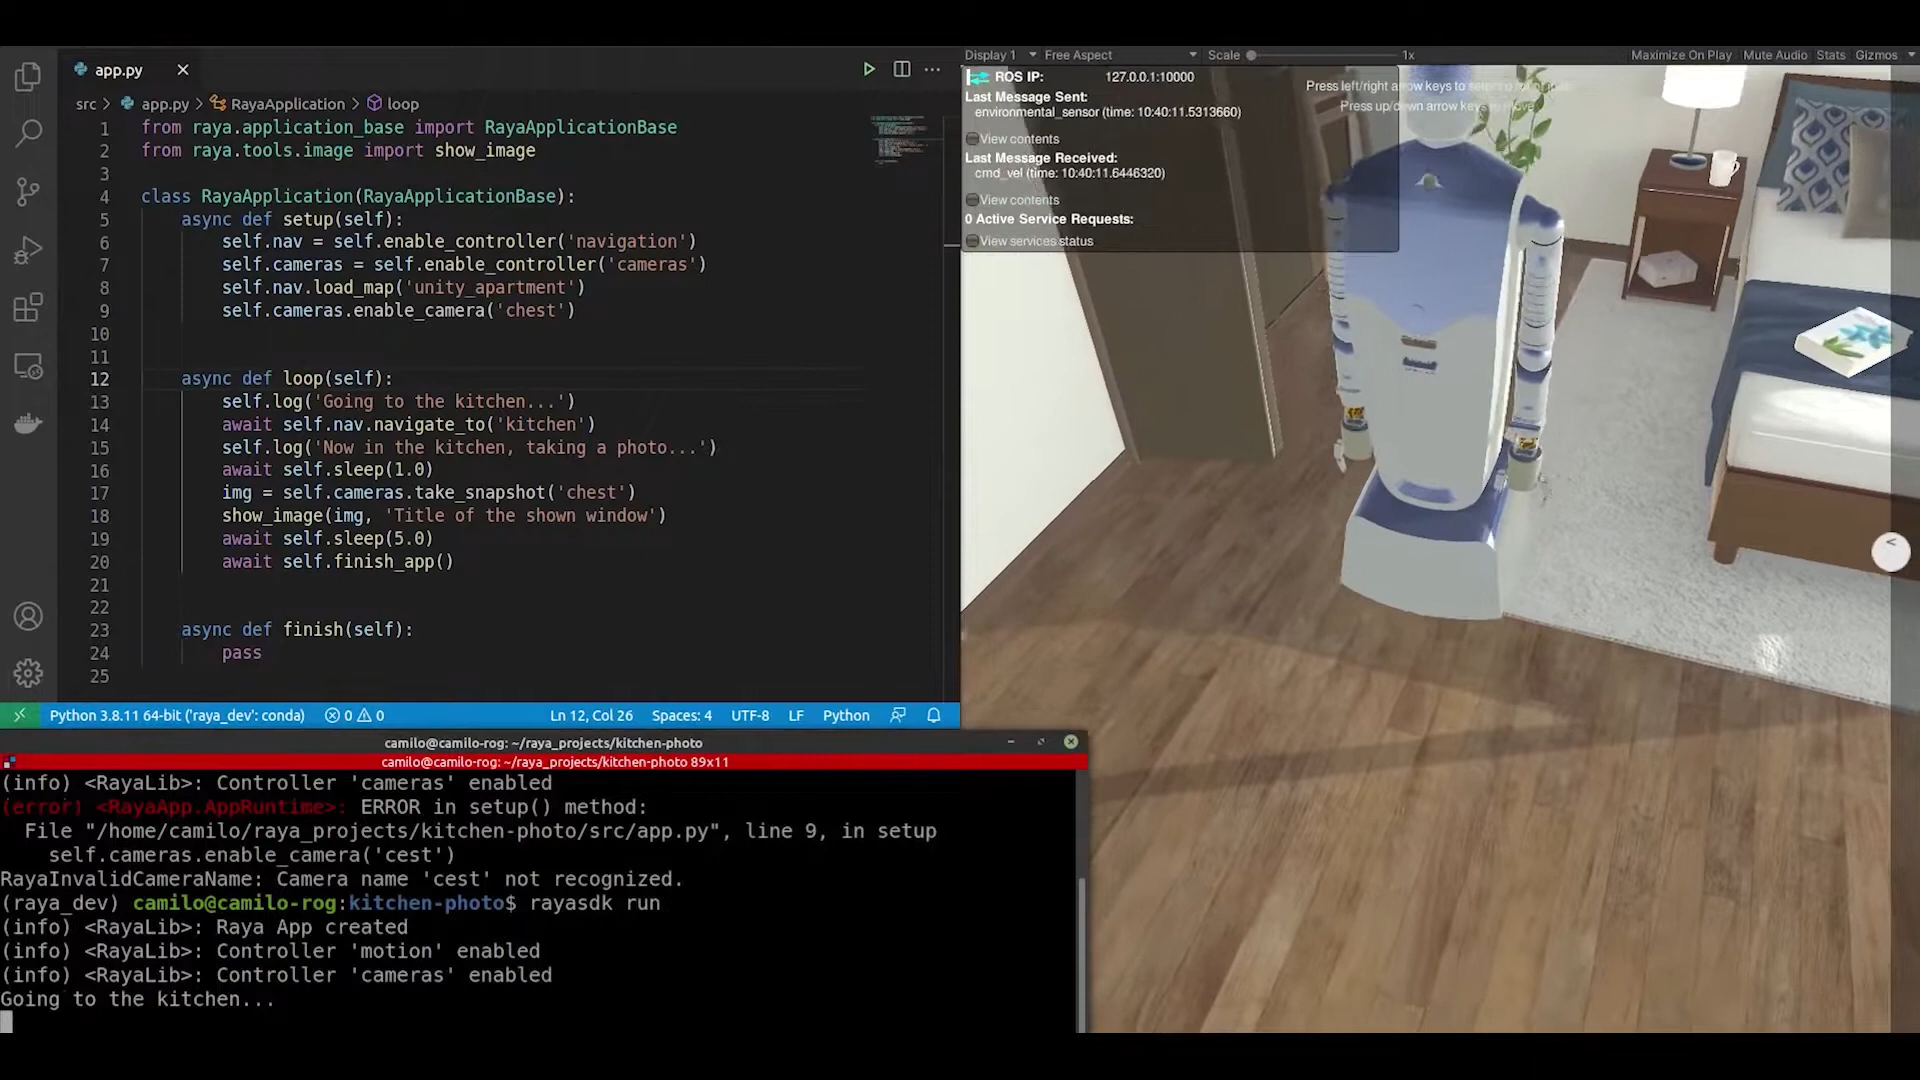 app.py
src > app.py > RayaApplication > loop
1 from raya.application_base import RayaApplicationBase
2 from raya.tools.image import show_image
3
4 class RayaApplication(RayaApplicationBase):
5 async def setup(self):
6 self.nav = self.enable_controller('navigation')
7 self.cameras = self.enable_controller('cameras')
8 self.nav.load_map('unity_apartment')
9 self.cameras.enable_camera('chest')
10
11
12 async def loop(self):
13 self.log('Going to the kitchen...')
14 await self.nav.navigate_to('kitchen')
15 self.log('Now in the kitchen, taking a photo...')
16 await self.sleep(1.0)
17 img = self.cameras.take_snapshot('chest')
18 show_image(img, 'Title of the shown window')
19 await self.sleep(5.0)
20 await self.finish_app()
21
22
23 async def finish(self):
24 pass
25
Python 3.8.11 64-bit ('raya_dev': conda) 0 0 Ln 12, Col 26 Spaces: 4 UTF-8 LF Python
Display 1 Free Aspect Scale 1x Maximize On Play Mute Audio Stats Gizmos
ROS IP: 127.0.0.1:10000
Last Message Sent:
environmental_sensor (time: 10:40:11.5313660)
View contents
Last Message Received:
cmd_vel (time: 10:40:11.6446320)
View contents
0 Active Service Requests:
View services status
Press left/right arrow keys to
Press up/down arrow keys to move
camilo@camilo-rog: ~/raya_projects/kitchen-photo
camilo@camilo-rog: ~/raya_projects/kitchen-photo 89x11
(info) <RayaLib>: Controller 'cameras' enabled
(error) <RayaApp.AppRuntime>: ERROR in setup() method:
File "/home/camilo/raya_projects/kitchen-photo/src/app.py", line 9, in setup
self.cameras.enable_camera('cest')
RayaInvalidCameraName: Camera name 'cest' not recognized.
(raya_dev) camilo@camilo-rog:kitchen-photo$ rayasdk run
(info) <RayaLib>: Raya App created
(info) <RayaLib>: Controller 'motion' enabled
(info) <RayaLib>: Controller 'cameras' enabled
Going to the kitchen...